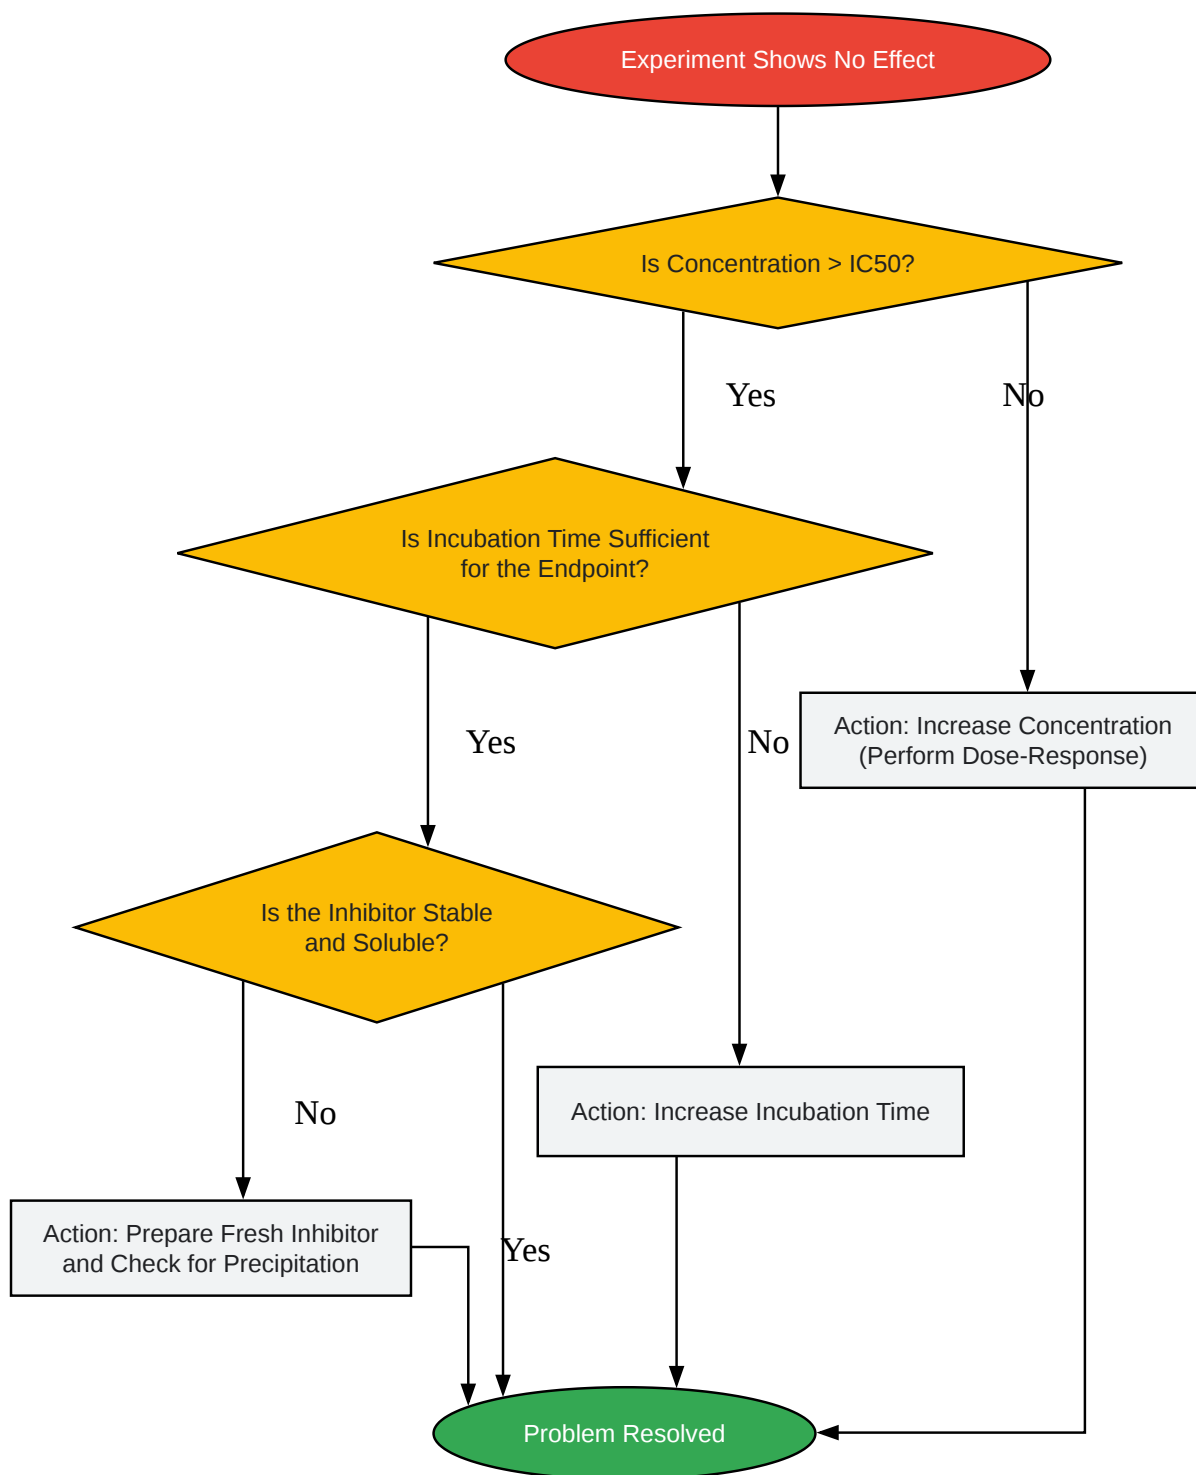 Experiment Shows No Effect
Is Concentration > IC50?
Yes
No
Is Incubation Time Sufficient
for the Endpoint?
Yes
No
Action: Increase Concentration
(Perform Dose-Response)
Is the Inhibitor Stable
and Soluble?
No
Action: Increase Incubation Time
Action: Prepare Fresh Inhibitor
and Check for Precipitation
Yes
Problem Resolved